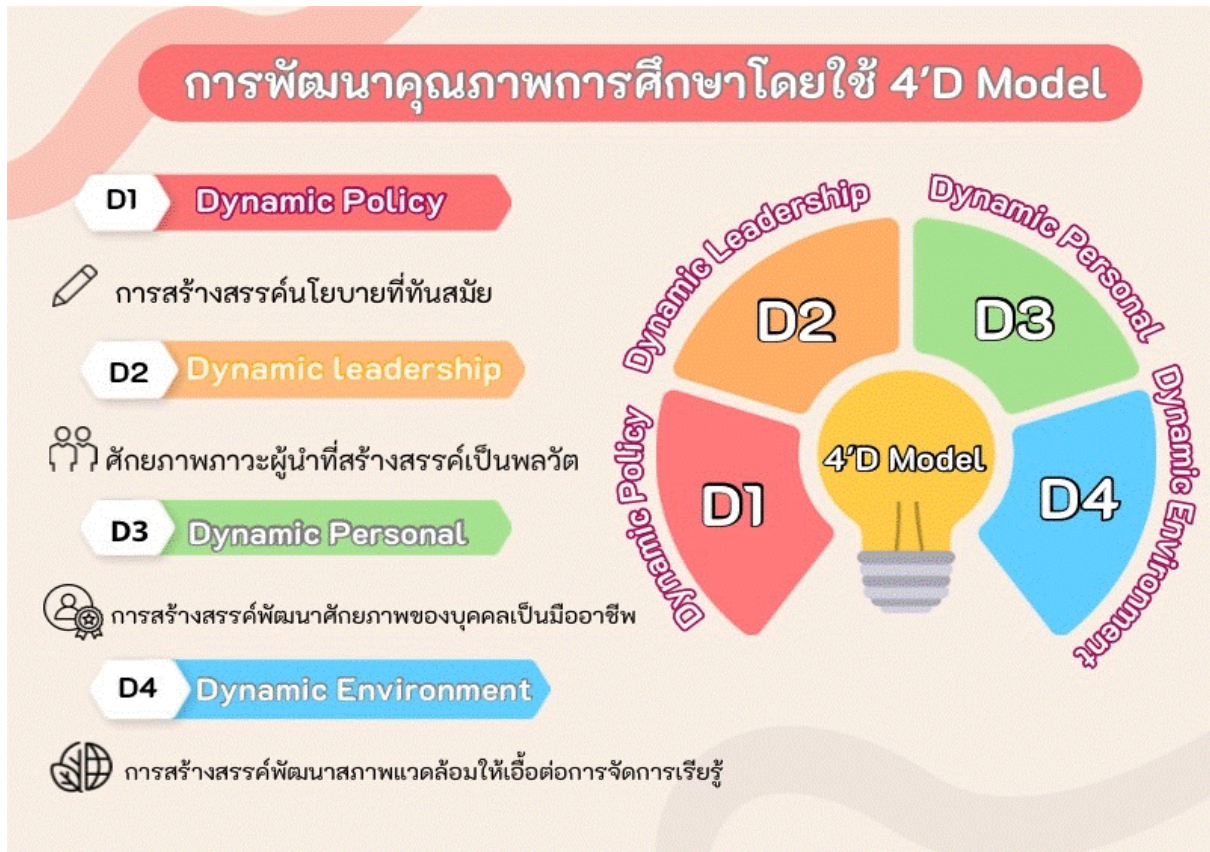 การพัฒนาคุณภาพการศึกษาโดยใช้ 4’D Model
D1 Dynamic Policy
การสร้างสรรค์นโยบายที่ทันสมัย
D2 Dynamic leadership
ศักยภาพภาวะผู้นำที่สร้างสรรค์เป็นพลวัต
D3 Dynamic Personal
การสร้างสรรค์พัฒนาศักยภาพของบุคคลเป็นมืออาชีพ
D4 Dynamic Environment
การสร้างสรรค์พัฒนาสภาพแวดล้อมให้เอื้อต่อการจัดการเรียรู้
Dynamic Policy
D1
Dynamic Leadership
D2
Dynamic Personal
D3
Dynamic Environment
D4
4’D Model